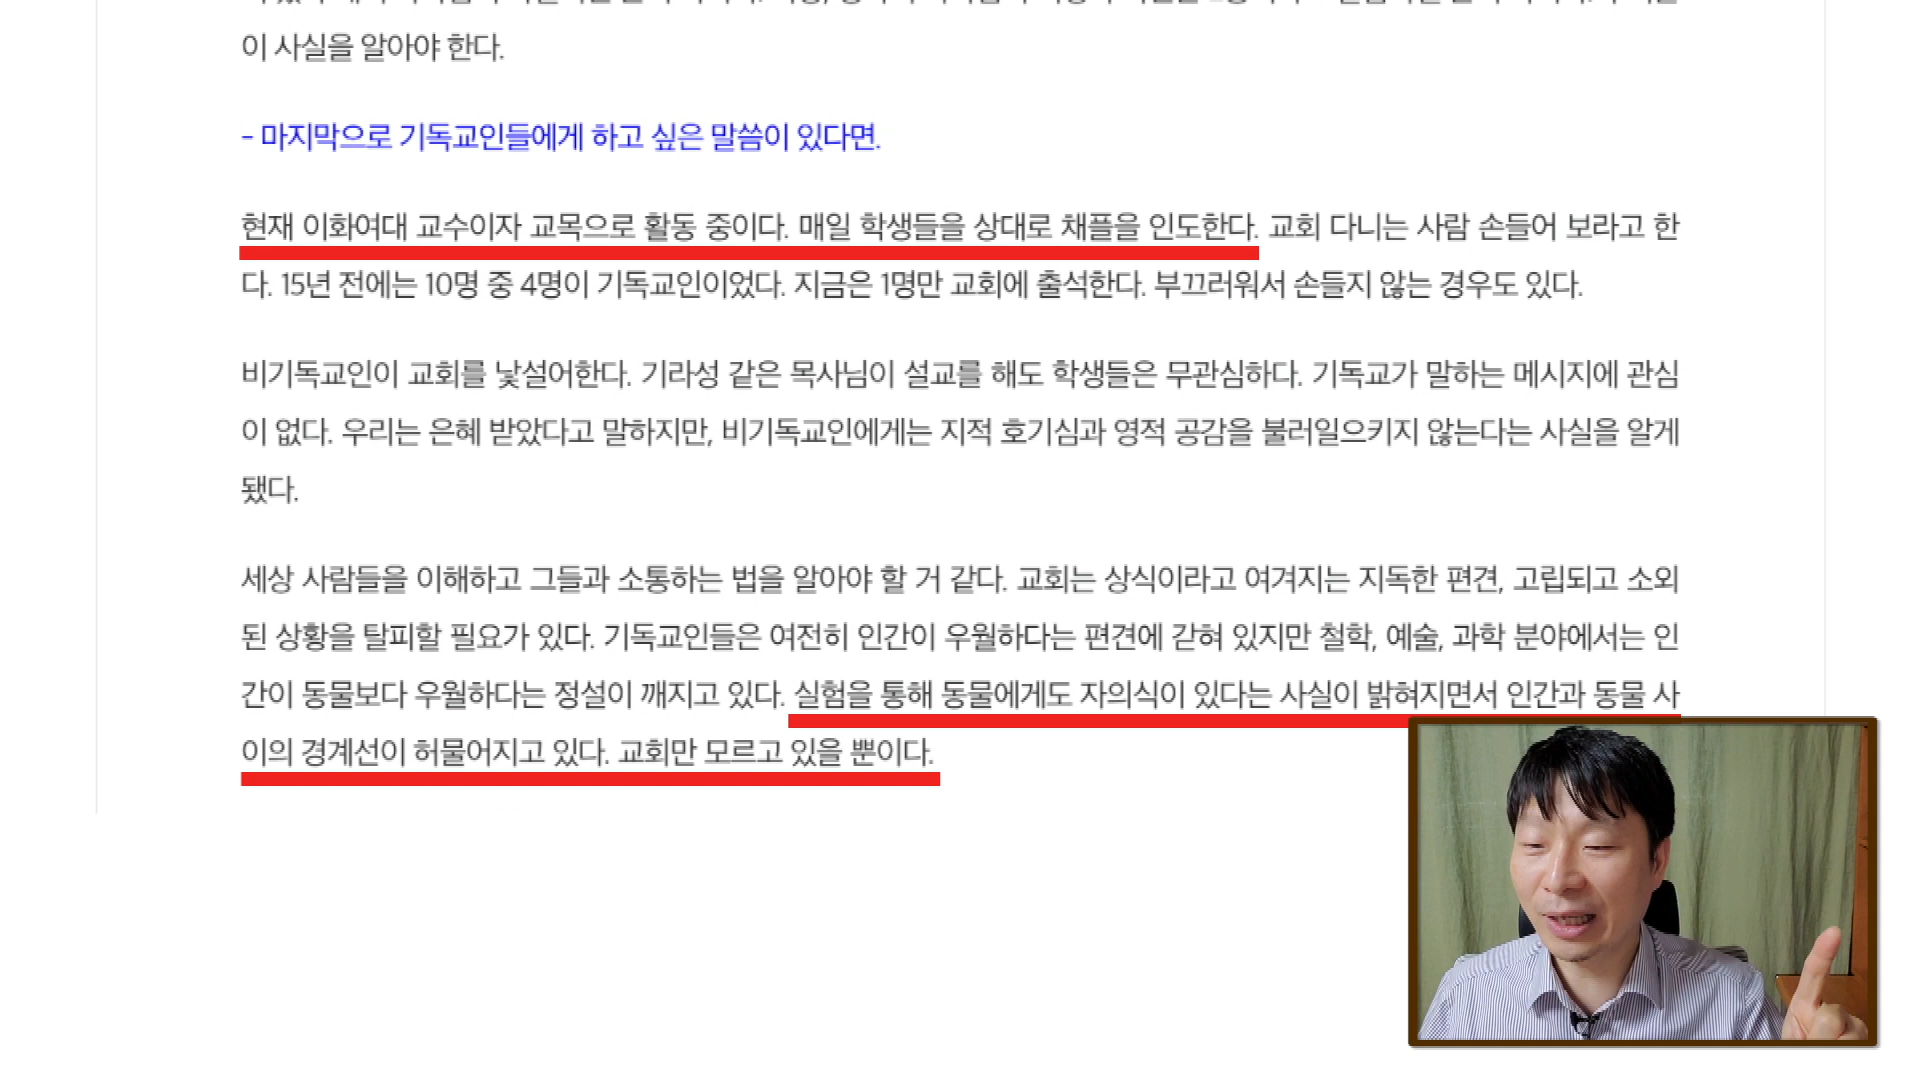 이 사실을 알아야 한다.
- 마지막으로 기독교인들에게 하고 싶은 말씀이 있다면.
현재 이화여대 교수이자 교목으로 활동 중이다. 매일 학생들을 상대로 채플을 인도한다. 교회 다니는 사람 손들어 보라고 한
다. 15년 전에는 10명 중 4명이 기독교인이었다. 지금은 1명만 교회에 출석한다. 부끄러워서 손들지 않는 경우도 있다.
비기독교인이 교회를 낯설어한다. 기라성 같은 목사님이 설교를 해도 학생들은 무관심하다. 기독교가 말하는 메시지에 관심
이 없다. 우리는 은혜 받았다고 말하지만, 비기독교인에게는 지적 호기심과 영적 공감을 불러일으키지 않는다는 사실을 알게
됐다.
세상 사람들을 이해하고 그들과 소통하는 법을 알아야 할 거 같다. 교회는 상식이라고 여겨지는 지독한 편견, 고립되고 소외
된 상황을 탈피할 필요가 있다. 기독교인들은 여전히 인간이 우월하다는 편견에 갇혀 있지만 철학, 예술, 과학 분야에서는 인
간이 동물보다 우월하다는 정설이 깨지고 있다. 실험을 통해 동물에게도 자의식이 있다는 사실이 밝혀지면서 인간과 동물 사
이의 경계선이 허물어지고 있다. 교회만 모르고 있을 뿐이다.